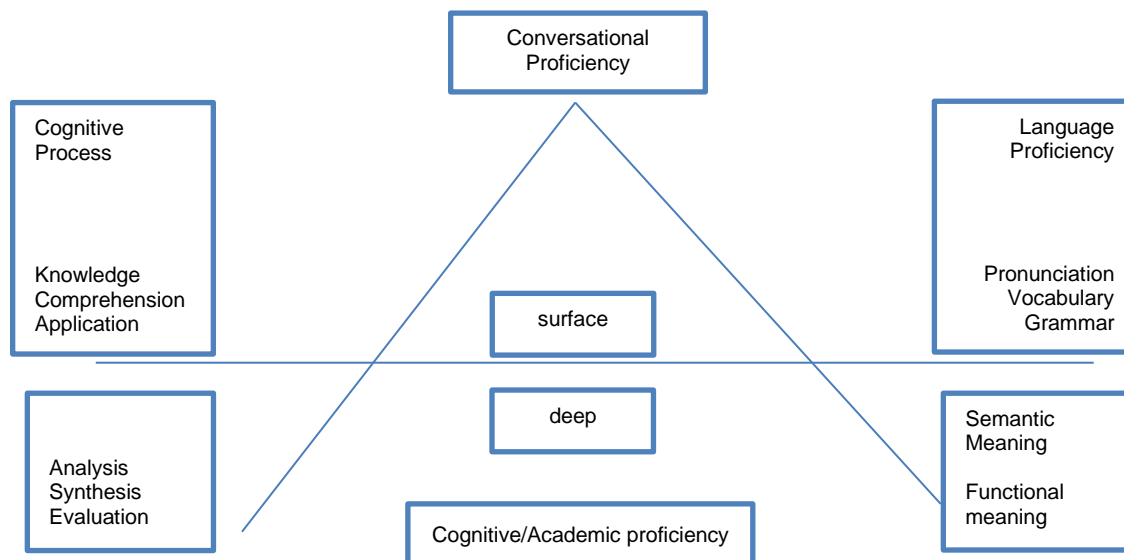 Conversational
Proficiency
Cognitive
Process
Knowledge
Comprehension
Application
Language
Proficiency
Pronunciation
Vocabulary
Grammar
surface
deep
Analysis
Synthesis
Evaluation
Semantic
Meaning
Functional
meaning
Cognitive/Academic proficiency